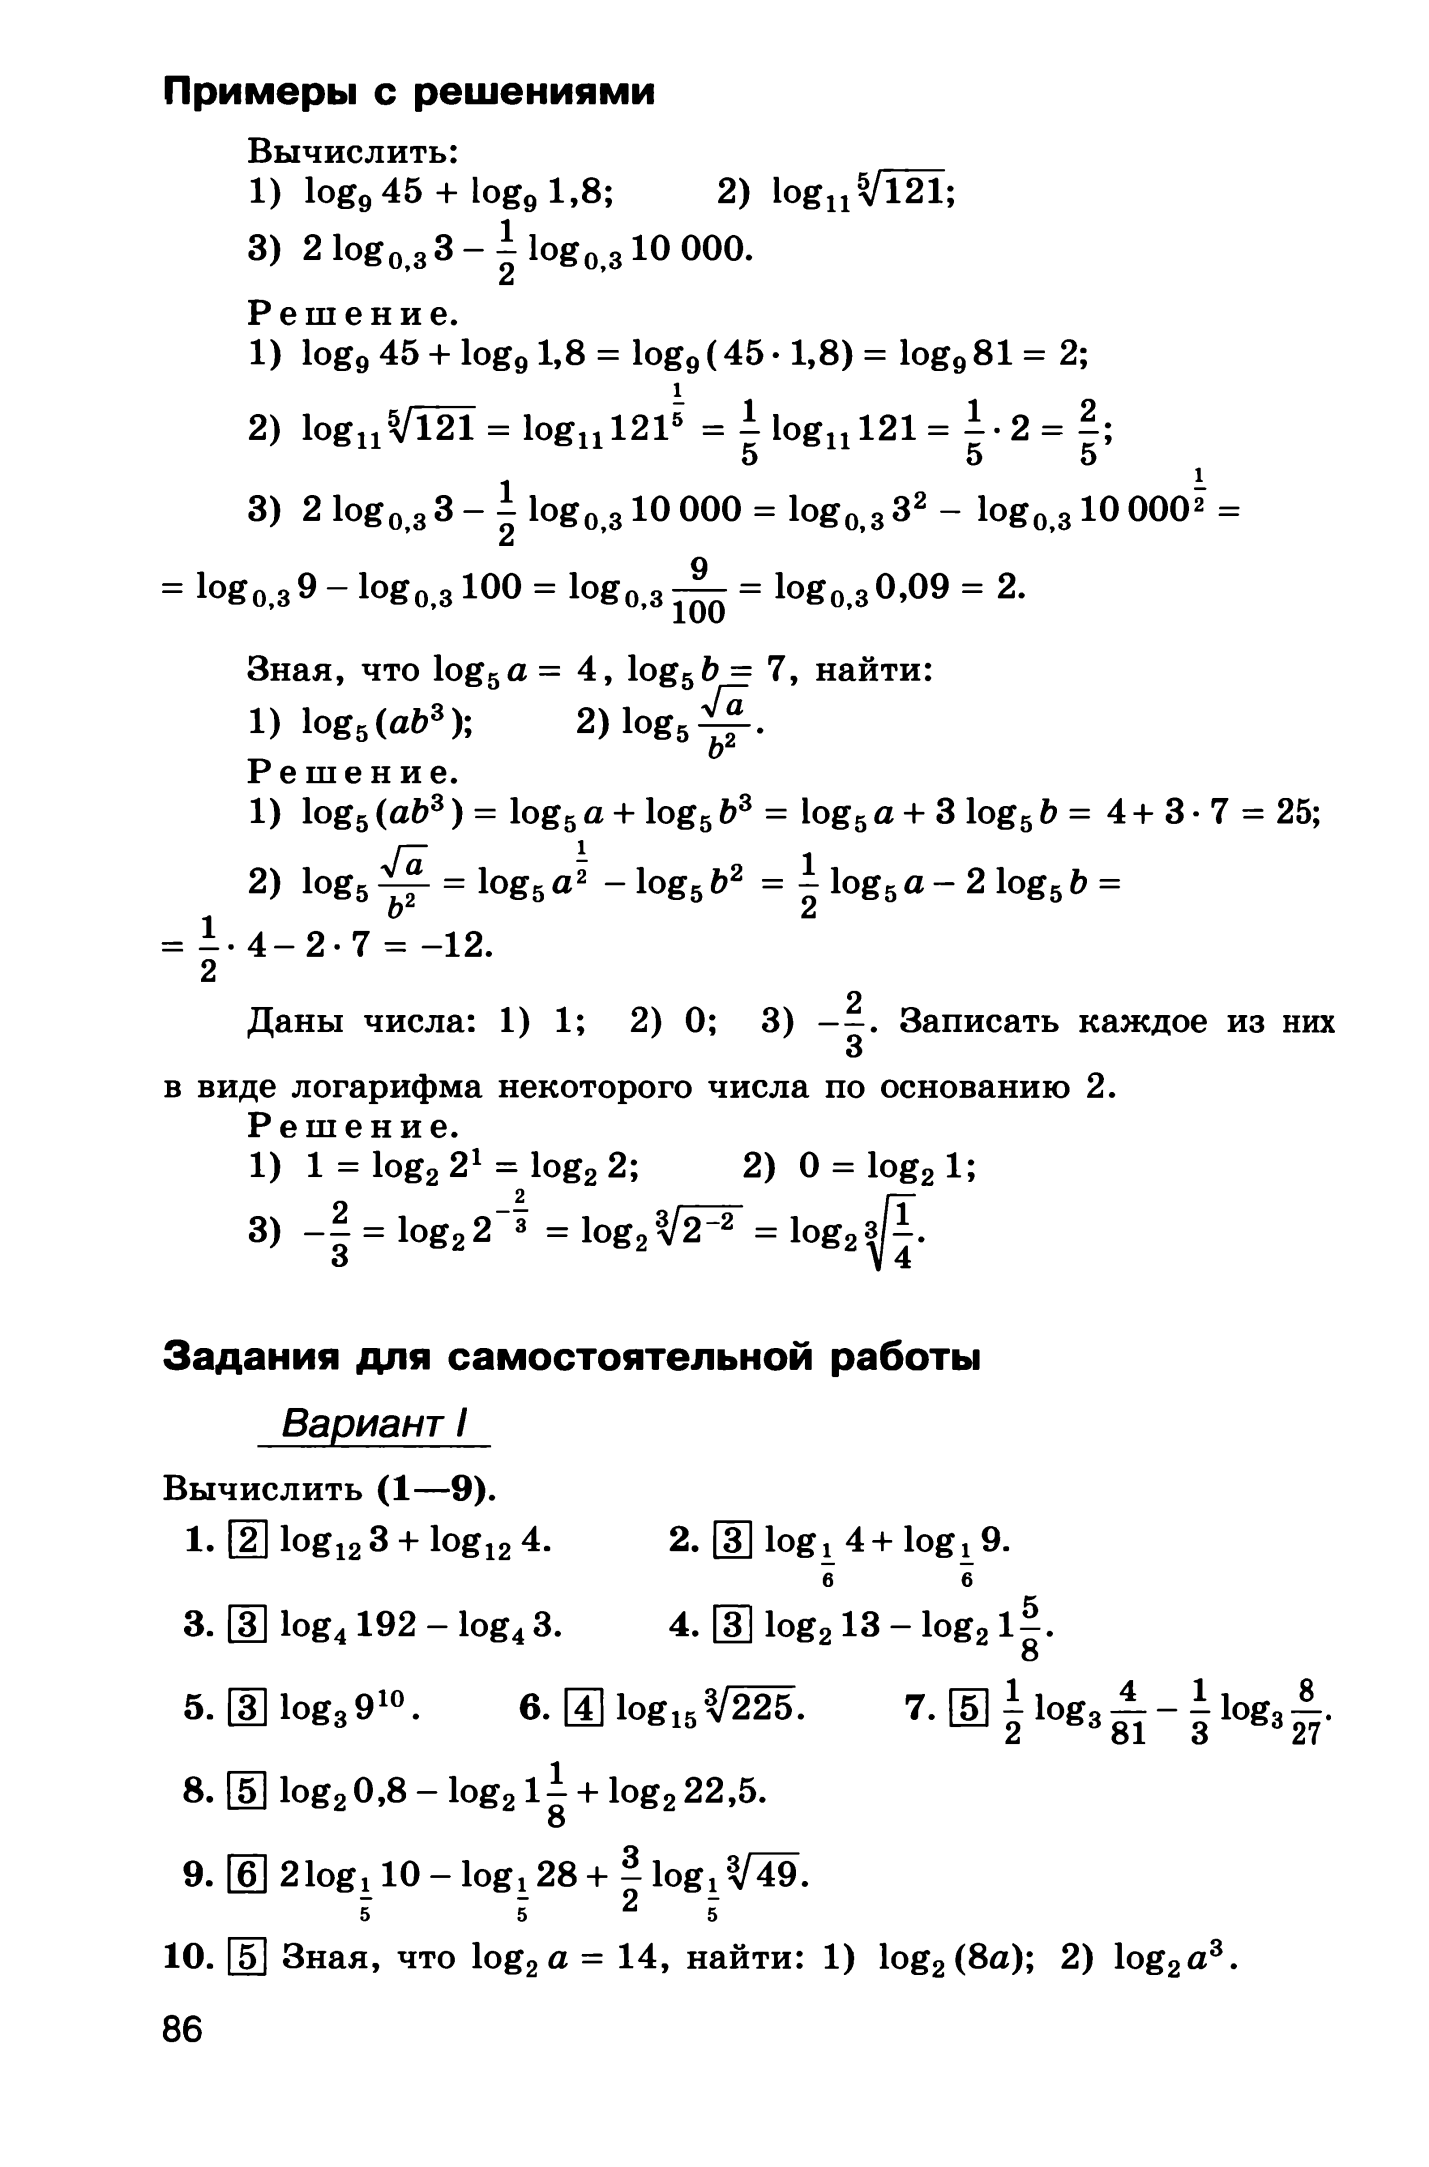 Примеры с решениями
Вычислить:
1) log₉ 45 + log₉ 1,8; 2) log₁₁ ⁵√121;
3) 2 log₀,₃ 3 − 1/2 log₀,₃ 10 000.
Решение.
1) log₉ 45 + log₉ 1,8 = log₉ (45 · 1,8) = log₉ 81 = 2;
2) log₁₁ ⁵√121 = log₁₁ 121^(1/5) = 1/5 log₁₁ 121 = 1/5 · 2 = 2/5;
3) 2 log₀,₃ 3 − 1/2 log₀,₃ 10 000 = log₀,₃ 3² − log₀,₃ 10 000^(1/2) =
= log₀,₃ 9 − log₀,₃ 100 = log₀,₃ 9/100 = log₀,₃ 0,09 = 2.
Зная, что log₅ a = 4, log₅ b = 7, найти:
1) log₅ (ab³); 2) log₅ √a/b².
Решение.
1) log₅ (ab³) = log₅ a + log₅ b³ = log₅ a + 3 log₅ b = 4 + 3 · 7 = 25;
2) log₅ √a/b² = log₅ a^(1/2) − log₅ b² = 1/2 log₅ a − 2 log₅ b =
= 1/2 · 4 − 2 · 7 = −12.
Даны числа: 1) 1; 2) 0; 3) −2/3. Записать каждое из них
в виде логарифма некоторого числа по основанию 2.
Решение.
1) 1 = log₂ 2¹ = log₂ 2; 2) 0 = log₂ 1;
3) −2/3 = log₂ 2^(−2/3) = log₂ ³√2⁻² = log₂ ³√(1/4).
Задания для самостоятельной работы
Вариант I
Вычислить (1—9).
1. [2] log₁₂ 3 + log₁₂ 4. 2. [3] log_(1/6) 4 + log_(1/6) 9.
3. [3] log₄ 192 − log₄ 3. 4. [3] log₂ 13 − log₂ 1 5/8.
5. [3] log₃ 9¹⁰. 6. [4] log₁₅ ³√225. 7. [5] 1/2 log₃ 4/81 − 1/3 log₃ 8/27.
8. [5] log₂ 0,8 − log₂ 1 1/8 + log₂ 22,5.
9. [6] 2 log_(1/5) 10 − log_(1/5) 28 + 3/2 log_(1/5) ³√49.
10. [5] Зная, что log₂ a = 14, найти: 1) log₂ (8a); 2) log₂ a³.
86